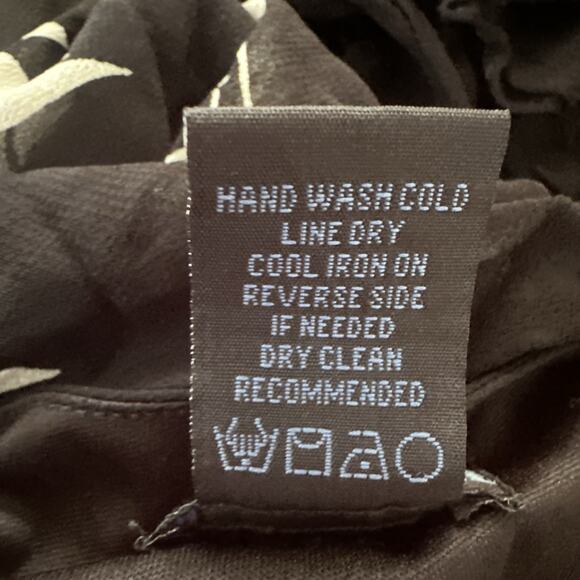 HAND WASH COLD
LINE DRY
COOL IRON ON
REVERSE SIDE
IF NEEDED
DRY CLEAN
RECOMMENDED